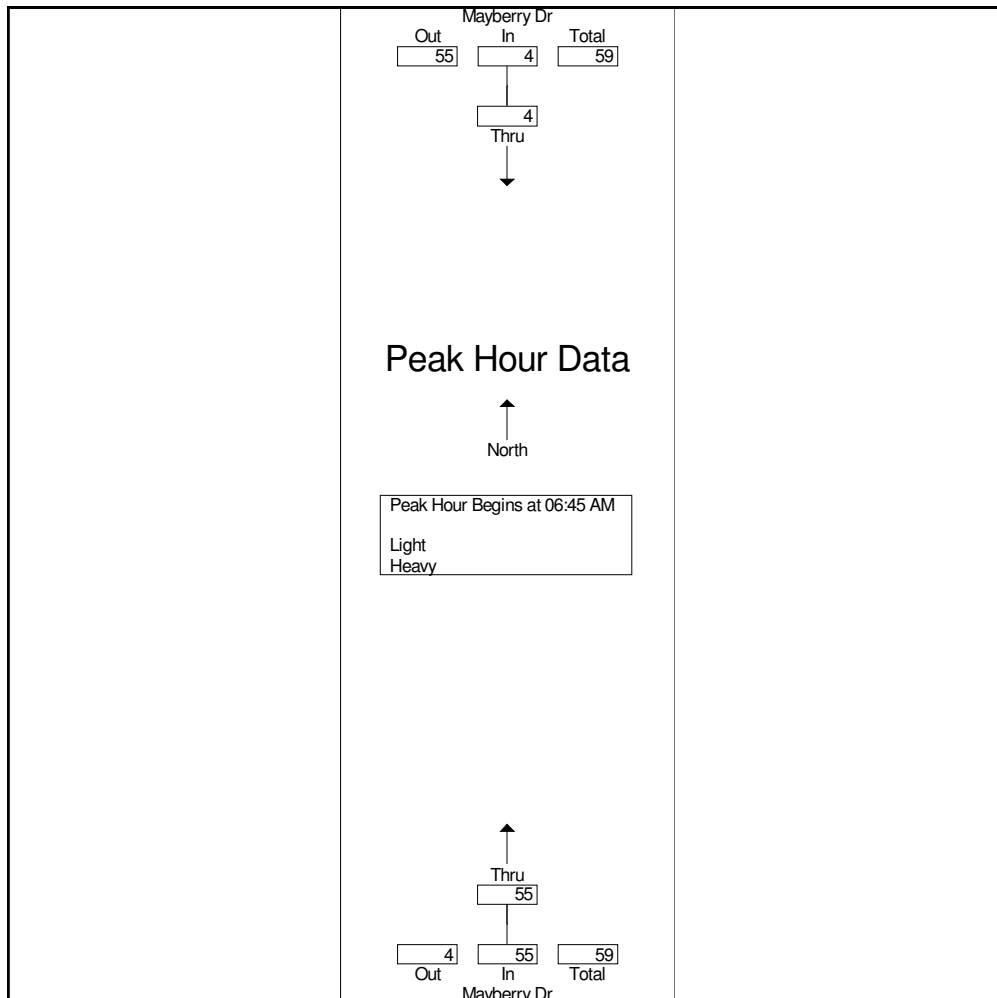 Mayberry Dr
Out In Total
55 4 59
4
Thru
Peak Hour Data
North
Peak Hour Begins at 06:45 AM
Light
Heavy
Thru
55
4 55 59
Out In Total
Mayberry Dr